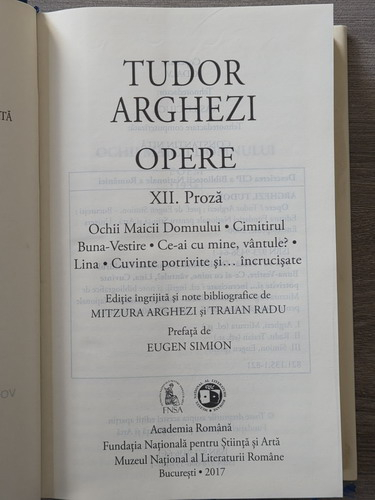 TUDOR
ARGHEZI
OPERE
XII. Proză
Ochii Maicii Domnului • Cimitirul
Buna-Vestire • Ce-ai cu mine, vântule?
• Lina • Cuvinte potrivite și... încrucișate
Ediție îngrijită și note bibliografice de
MITZURA ARGHEZI și TRAIAN RADU
Prefață de
EUGEN SIMION
FNSA
Academia Română
Fundația Națională pentru Știință și Artă
Muzeul Național al Literaturii Române
București • 2017